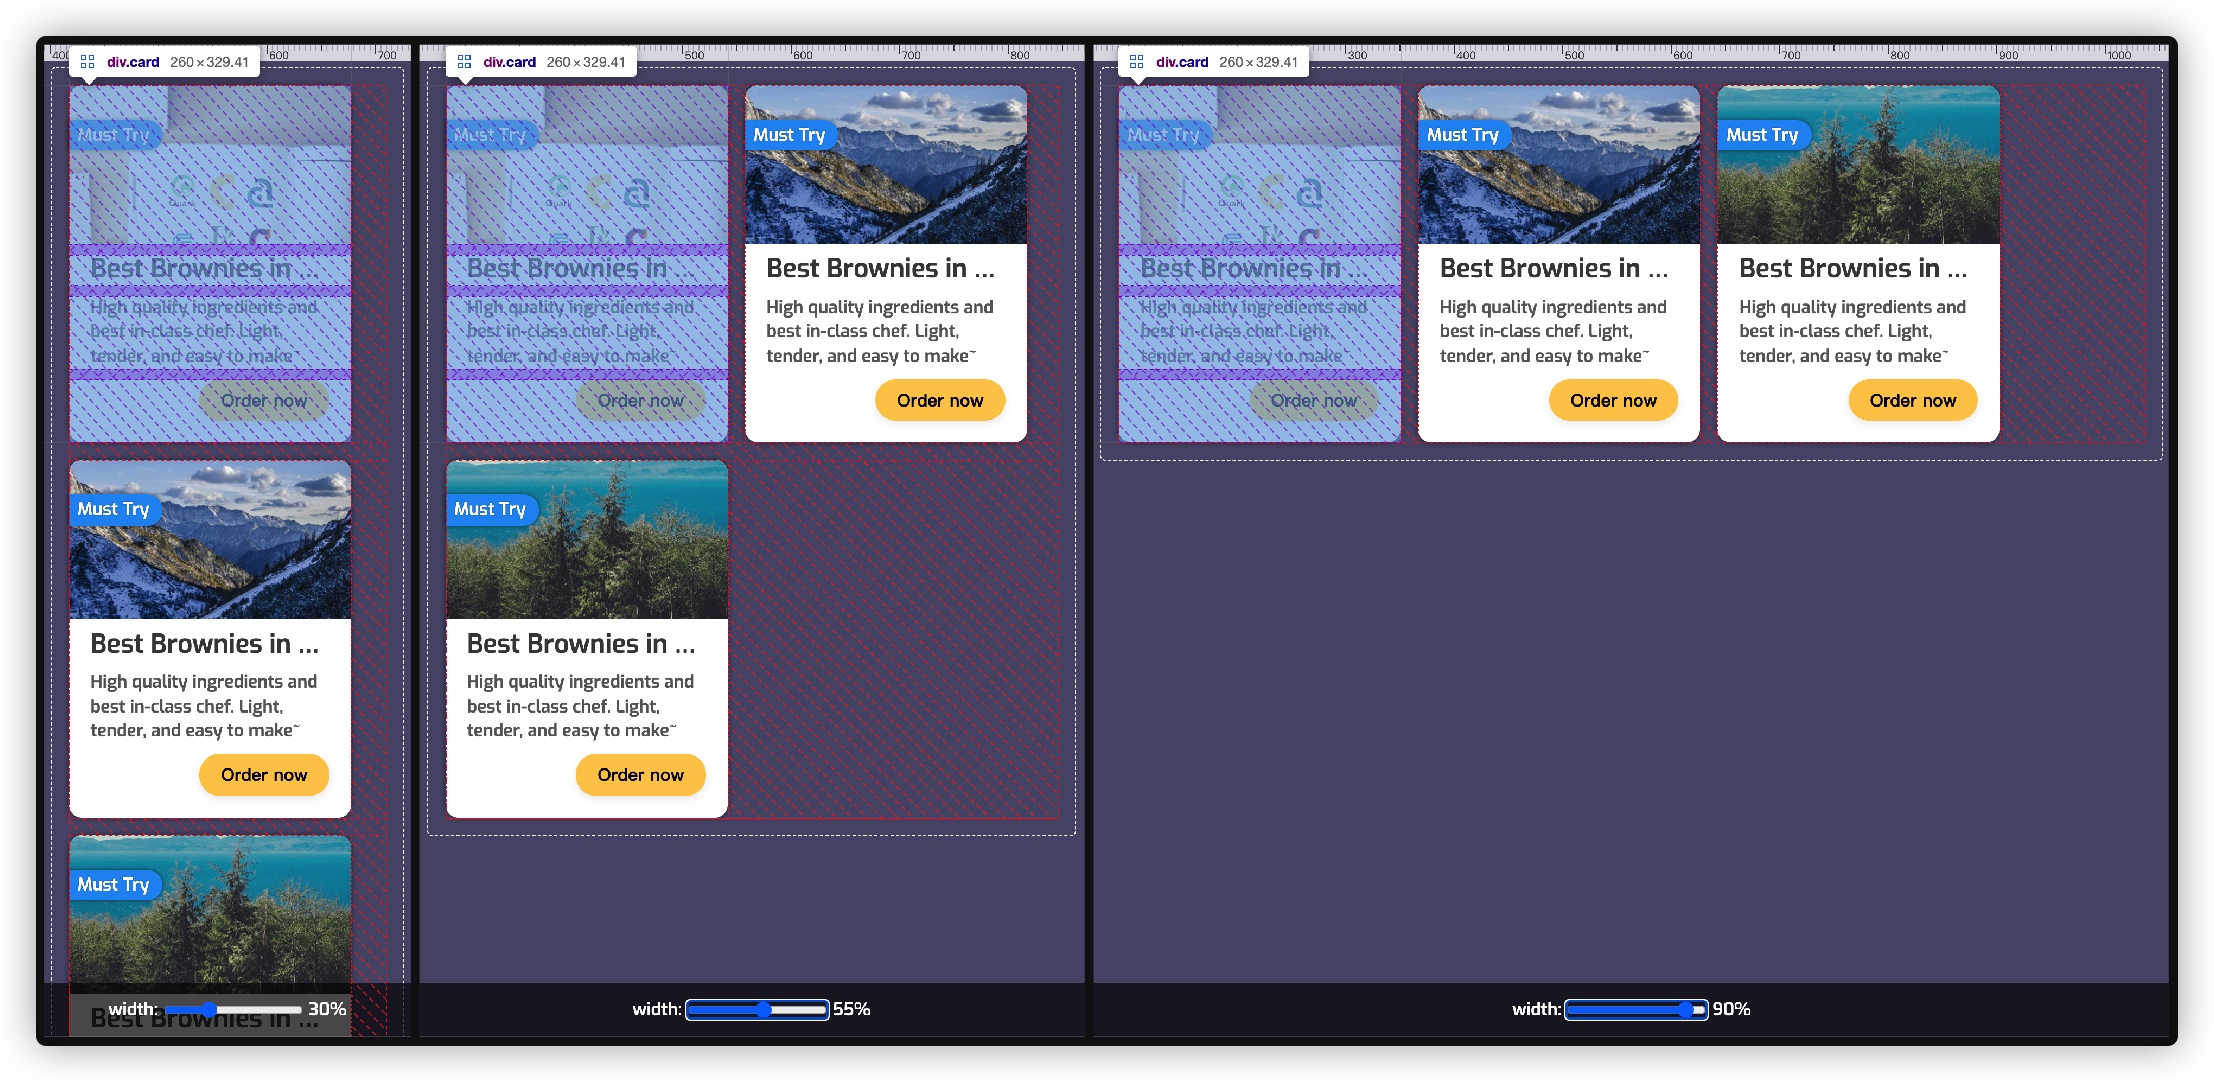 400
600
700
div.card 260 × 329.41
Must Try
Quark
Best Brownies in ...
High quality ingredients and
best in-class chef. Light,
tender, and easy to make~
Order now
Must Try
Best Brownies in ...
High quality ingredients and
best in-class chef. Light,
tender, and easy to make~
Order now
Must Try
Best Brownies in ...
width: 30%
500
600
700
800
div.card 260 × 329.41
Must Try
Quark
Best Brownies in ...
High quality ingredients and
best in-class chef. Light,
tender, and easy to make~
Order now
Must Try
Best Brownies in ...
High quality ingredients and
best in-class chef. Light,
tender, and easy to make~
Order now
Must Try
Best Brownies in ...
High quality ingredients and
best in-class chef. Light,
tender, and easy to make~
Order now
width: 55%
300
400
500
600
700
800
900
1000
div.card 260 × 329.41
Must Try
Quark
Best Brownies in ...
High quality ingredients and
best in-class chef. Light,
tender, and easy to make
Order now
Must Try
Best Brownies in ...
High quality ingredients and
best in-class chef. Light,
tender, and easy to make~
Order now
Must Try
Best Brownies in ...
High quality ingredients and
best in-class chef. Light,
tender, and easy to make~
Order now
width: 90%